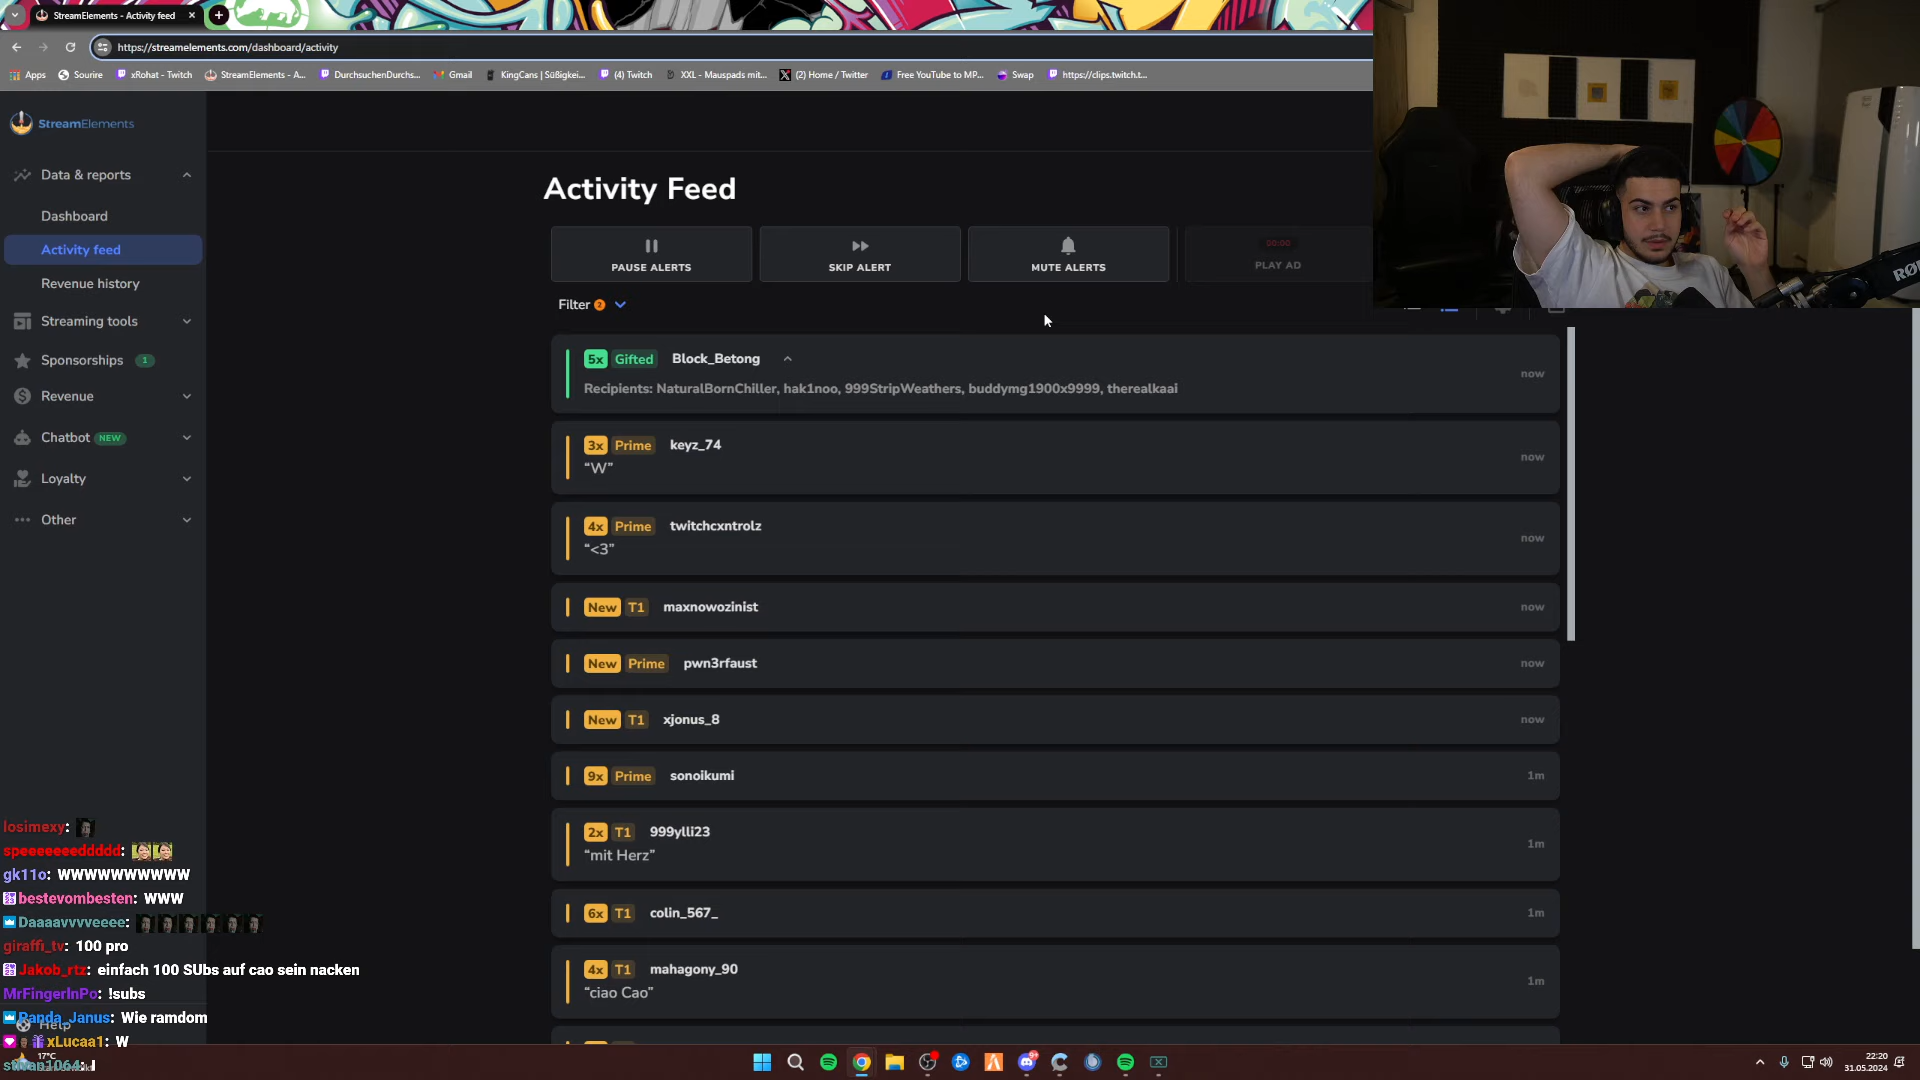 StreamElements - Activity feed
https://streamelements.com/dashboard/activity
Apps
Sourire
xRohat - Twitch
StreamElements - A...
DurchsuchenDurchs...
Gmail
KingCans | Süßigkei...
(4) Twitch
XXL - Mauspads mit...
(2) Home / Twitter
Free YouTube to MP...
Swap
https://clips.twitch.t...
StreamElements
Data & reports
Dashboard
Activity feed
Revenue history
Streaming tools
Sponsorships 1
Revenue
Chatbot NEW
Loyalty
Other
Activity Feed
PAUSE ALERTS
SKIP ALERT
MUTE ALERTS
00:00
PLAY AD
Filter 2
5x Gifted Block_Betong
Recipients: NaturalBornChiller, hak1noo, 999StripWeathers, buddymg1900x9999, therealkaai
now
3x Prime keyz_74
“W”
now
4x Prime twitchcxntrolz
“<3”
now
New T1 maxnowozinist
now
New Prime pwn3rfaust
now
New T1 xjonus_8
now
9x Prime sonoikumi
1m
2x T1 999ylli23
“mit Herz”
1m
6x T1 colin_567_
1m
4x T1 mahagony_90
“ciao Cao”
1m
RØD
losimexy:
speeeeeeeddddd:
gk11o: WWWWWWWWWW
bestevombesten: WWW
Daaaavvvveeee:
giraffi_tv: 100 pro
Jakob_rtz: einfach 100 SUbs auf cao sein nacken
MrFingerInPo: !subs
Panda_Janus: Wie ramdom
Help
xLucaa1: W
17°C
22:20
31.05.2024